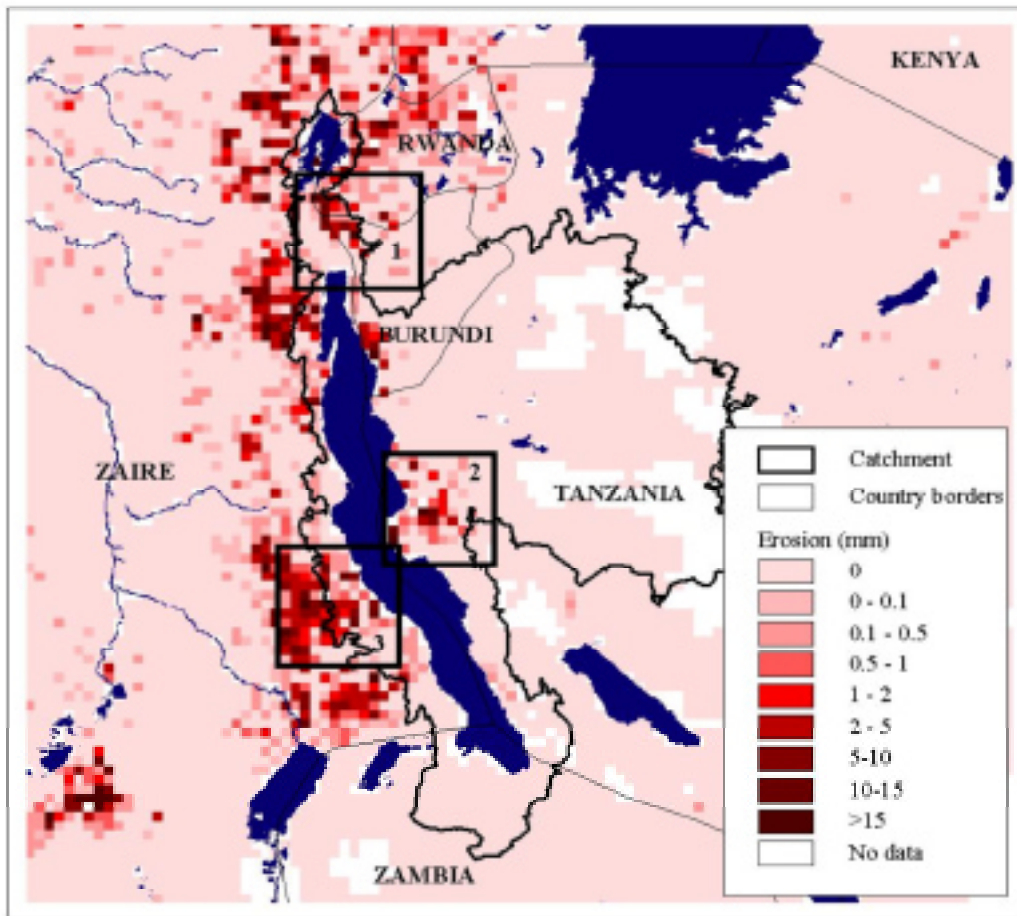 KENYA
RWANDA
1
BURUNDI
ZAIRE
2
TANZANIA
3
ZAMBIA
Catchment
Country borders
Erosion (mm)
0
0 - 0.1
0.1 - 0.5
0.5 - 1
1 - 2
2 - 5
5-10
10-15
>15
No data